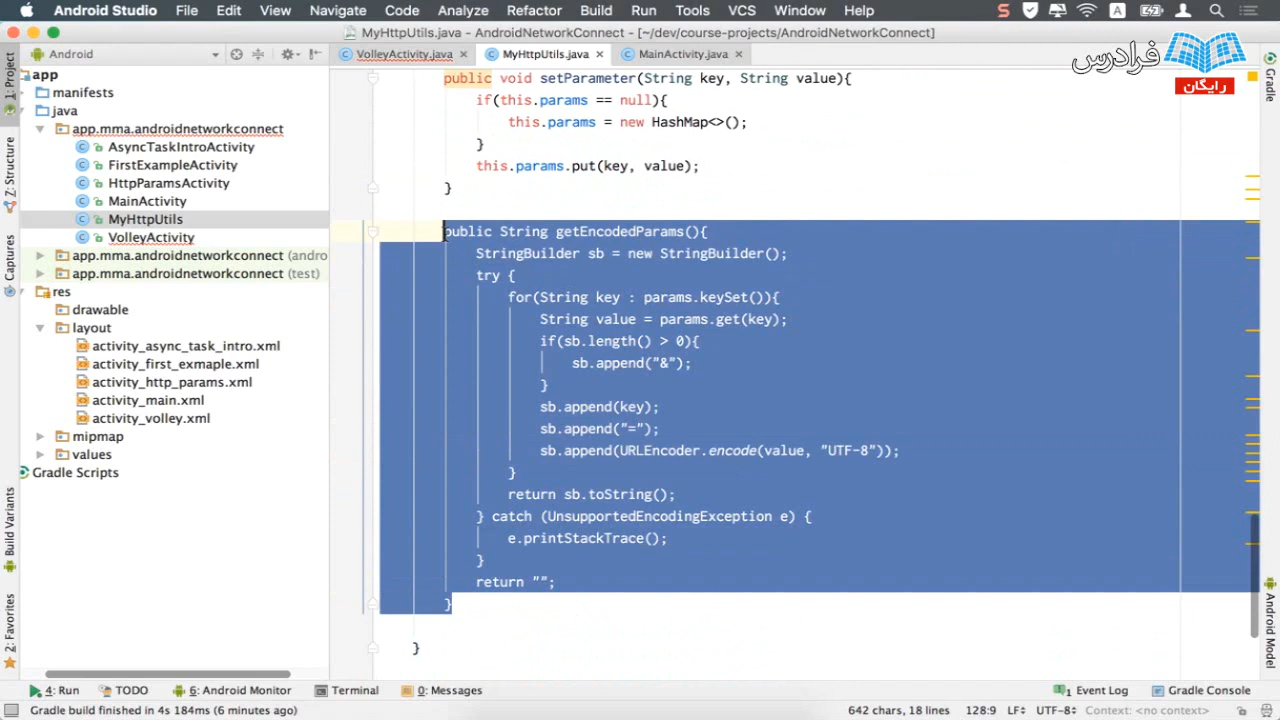 Android Studio File Edit View Navigate Code Analyze Refactor Build Run Tools VCS Window Help
MyHttpUtils.java - AndroidNetworkConnect - [~/dev/course-projects/AndroidNetworkConnect]
Android
VolleyActivity.java
MyHttpUtils.java
MainActivity.java
فرادرس
رایگان
1: Project
Z: Structure
Captures
Build Variants
2: Favorites
Gradle
Android Model
app
manifests
java
app.mma.androidnetworkconnect
AsyncTaskIntroActivity
FirstExampleActivity
HttpParamsActivity
MainActivity
MyHttpUtils
VolleyActivity
app.mma.androidnetworkconnect (andro
app.mma.androidnetworkconnect (test)
res
drawable
layout
activity_async_task_intro.xml
activity_first_exmaple.xml
activity_http_params.xml
activity_main.xml
activity_volley.xml
mipmap
values
Gradle Scripts
public void setParameter(String key, String value){
if(this.params == null){
this.params = new HashMap<>();
}
this.params.put(key, value);
}
public String getEncodedParams(){
StringBuilder sb = new StringBuilder();
try {
for(String key : params.keySet()){
String value = params.get(key);
if(sb.length() > 0){
sb.append("&");
}
sb.append(key);
sb.append("=");
sb.append(URLEncoder.encode(value, "UTF-8"));
}
return sb.toString();
} catch (UnsupportedEncodingException e) {
e.printStackTrace();
}
return "";
}
}
4: Run TODO 6: Android Monitor Terminal 0: Messages 1 Event Log Gradle Console
Gradle build finished in 4s 184ms (6 minutes ago) 642 chars, 18 lines 128:9 LF÷ UTF-8÷ Context: <no context>